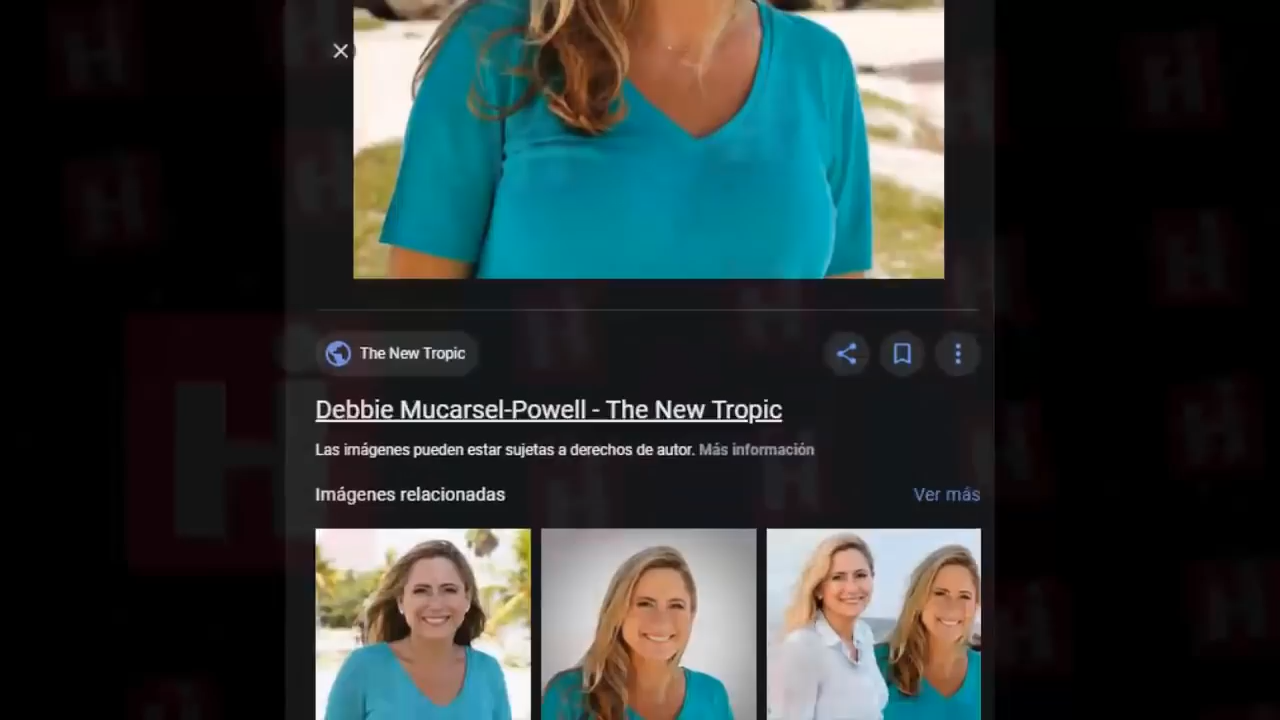 The New Tropic
Debbie Mucarsel-Powell - The New Tropic
Las imágenes pueden estar sujetas a derechos de autor. Más información
Imágenes relacionadas
Ver más